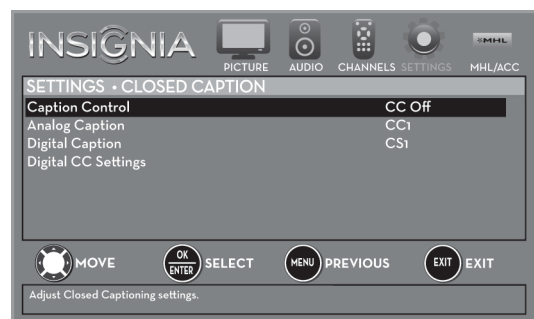 INSIGNIA
PICTURE AUDIO CHANNELS SETTINGS MHL MHL/ACC
SETTINGS • CLOSED CAPTION
Caption Control CC Off
Analog Caption CC1
Digital Caption CS1
Digital CC Settings
MOVE OK ENTER SELECT MENU PREVIOUS EXIT EXIT
Adjust Closed Captioning settings.